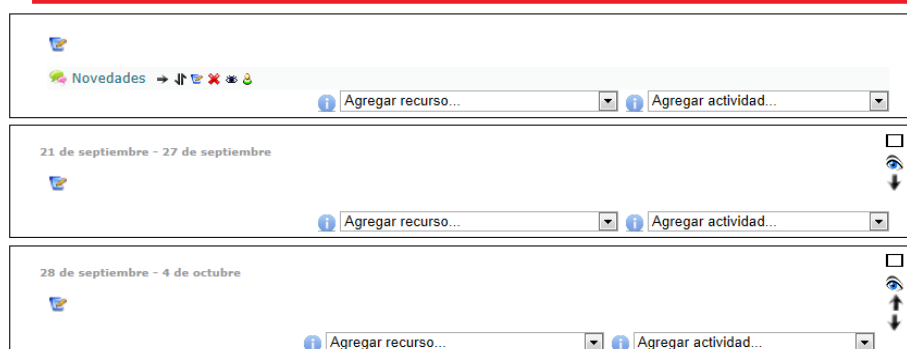 Novedades
Agregar recurso... Agregar actividad...
21 de septiembre - 27 de septiembre
Agregar recurso... Agregar actividad...
28 de septiembre - 4 de octubre
Agregar recurso... Agregar actividad...